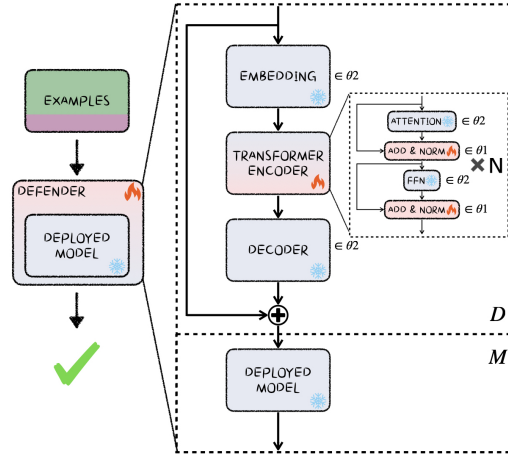 EXAMPLES
DEFENDER
DEPLOYED
MODEL
EMBEDDING
∈ θ2
TRANSFORMER
ENCODER
DECODER
∈ θ2
ATTENTION
∈ θ2
ADD & NORM
∈ θ1
× N
FFN
∈ θ2
ADD & NORM
∈ θ1
D
DEPLOYED
MODEL
M